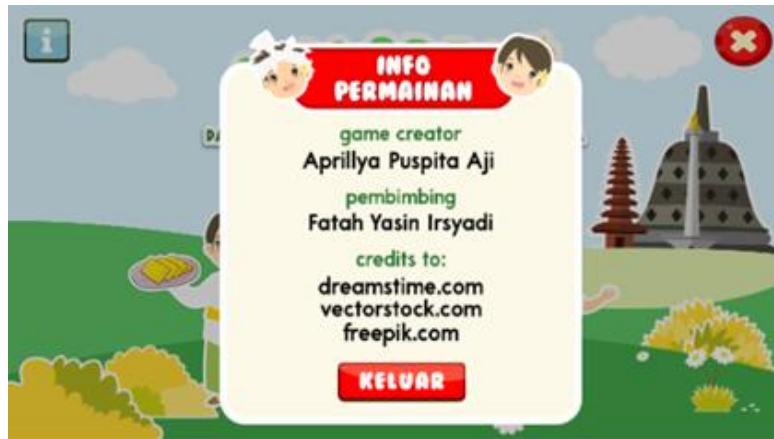 INFO
PERMAINAN
game creator
Aprillya Puspita Aji
pembimbing
Fatah Yasin Irsyadi
credits to:
dreamstime.com
vectorstock.com
freepik.com
KELUAR